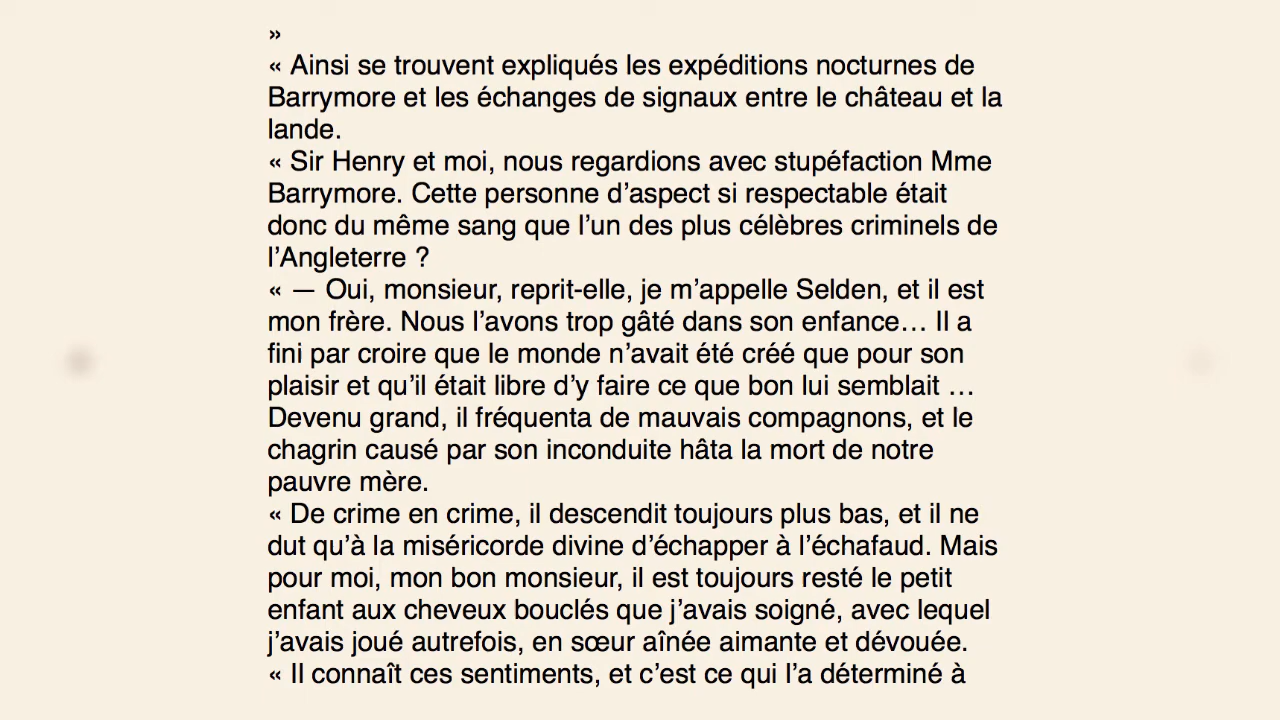 »
« Ainsi se trouvent expliqués les expéditions nocturnes de
Barrymore et les échanges de signaux entre le château et la
lande.
« Sir Henry et moi, nous regardions avec stupéfaction Mme
Barrymore. Cette personne d’aspect si respectable était
donc du même sang que l’un des plus célèbres criminels de
l’Angleterre ?
« — Oui, monsieur, reprit-elle, je m’appelle Selden, et il est
mon frère. Nous l’avons trop gâté dans son enfance… Il a
fini par croire que le monde n’avait été créé que pour son
plaisir et qu’il était libre d’y faire ce que bon lui semblait …
Devenu grand, il fréquenta de mauvais compagnons, et le
chagrin causé par son inconduite hâta la mort de notre
pauvre mère.
« De crime en crime, il descendit toujours plus bas, et il ne
dut qu’à la miséricorde divine d’échapper à l’échafaud. Mais
pour moi, mon bon monsieur, il est toujours resté le petit
enfant aux cheveux bouclés que j’avais soigné, avec lequel
j’avais joué autrefois, en sœur aînée aimante et dévouée.
« Il connaît ces sentiments, et c’est ce qui l’a déterminé à